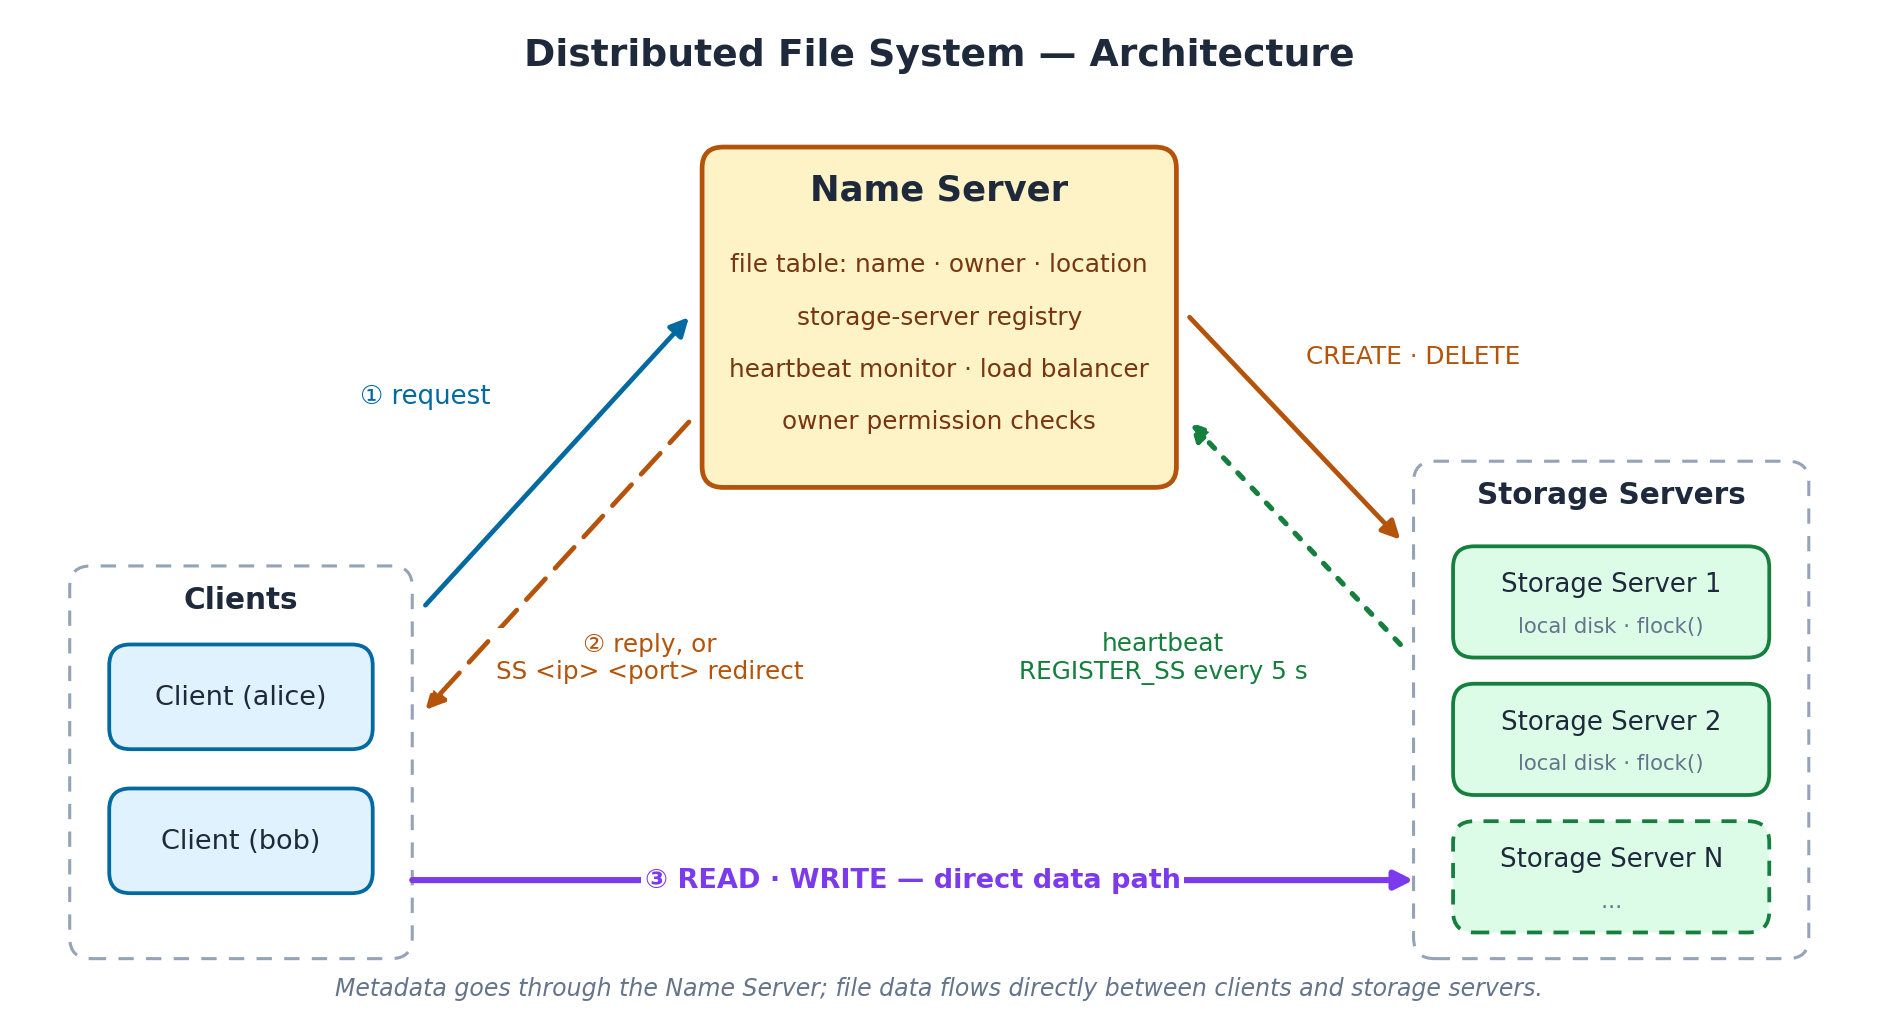 Distributed File System — Architecture
Name Server
file table: name · owner · location
storage-server registry
heartbeat monitor · load balancer
owner permission checks
① request
CREATE · DELETE
② reply, or
SS <ip> <port> redirect
heartbeat
REGISTER_SS every 5 s
Clients
Client (alice)
Client (bob)
Storage Servers
Storage Server 1
local disk · flock()
Storage Server 2
local disk · flock()
Storage Server N
...
③ READ · WRITE — direct data path
Metadata goes through the Name Server; file data flows directly between clients and storage servers.